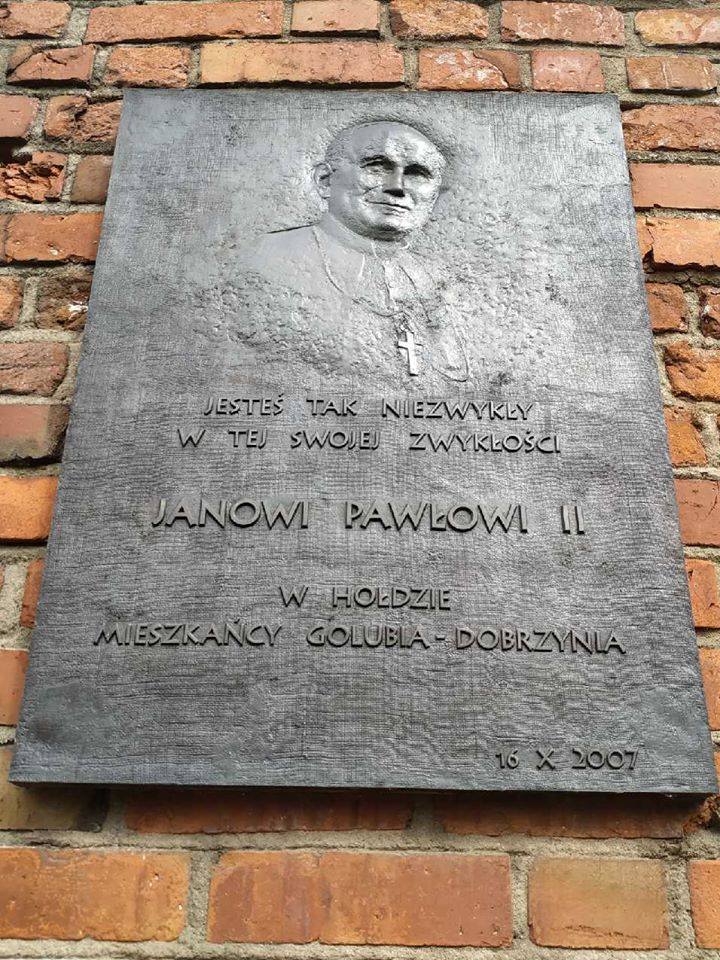 JESTEŚ TAK NIEZWYKŁY
W TEJ SWOJEJ ZWYKŁOŚCI
JANOWI PAWŁOWI II
W HOŁDZIE
MIESZKAŃCY GOLUBIA-DOBRZYNIA
16 X 2007